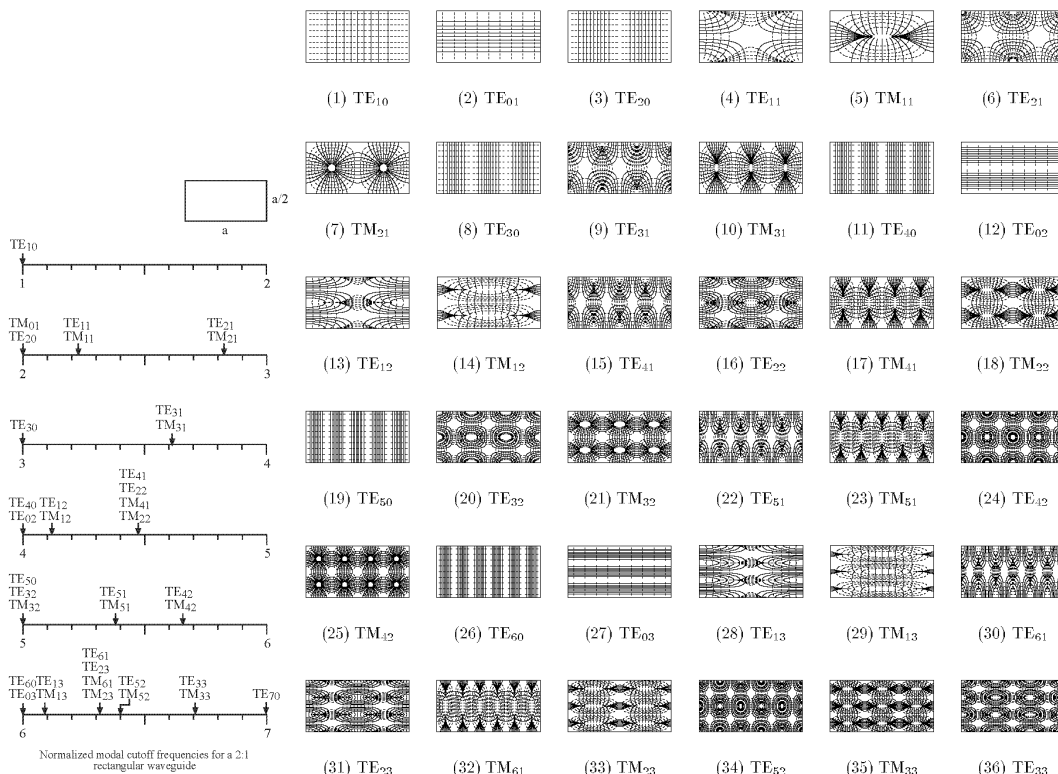 a/2
a
TE₁₀
1 2
TM₀₁ TE₁₁ TE₂₁
TE₂₀ TM₁₁ TM₂₁
2 3
TE₃₁
TE₃₀ TM₃₁
3 4
TE₄₁
TE₂₂
TE₄₀ TE₁₂ TM₄₁
TE₀₂ TM₁₂ TM₂₂
4 5
TE₅₀
TE₃₂ TE₅₁ TE₄₂
TM₃₂ TM₅₁ TM₄₂
5 6
TE₆₁
TE₂₃
TE₆₀ TE₁₃ TM₆₁ TE₅₂ TE₃₃
TE₀₃ TM₁₃ TM₂₃ TM₅₂ TM₃₃ TE₇₀
6 7
Normalized modal cutoff frequencies for a 2:1
rectangular waveguide
(1) TE₁₀ (2) TE₀₁ (3) TE₂₀ (4) TE₁₁ (5) TM₁₁ (6) TE₂₁
(7) TM₂₁ (8) TE₃₀ (9) TE₃₁ (10) TM₃₁ (11) TE₄₀ (12) TE₀₂
(13) TE₁₂ (14) TM₁₂ (15) TE₄₁ (16) TE₂₂ (17) TM₄₁ (18) TM₂₂
(19) TE₅₀ (20) TE₃₂ (21) TM₃₂ (22) TE₅₁ (23) TM₅₁ (24) TE₄₂
(25) TM₄₂ (26) TE₆₀ (27) TE₀₃ (28) TE₁₃ (29) TM₁₃ (30) TE₆₁
(31) TE₂₃ (32) TM₆₁ (33) TM₂₃ (34) TE₅₂ (35) TM₃₃ (36) TE₃₃